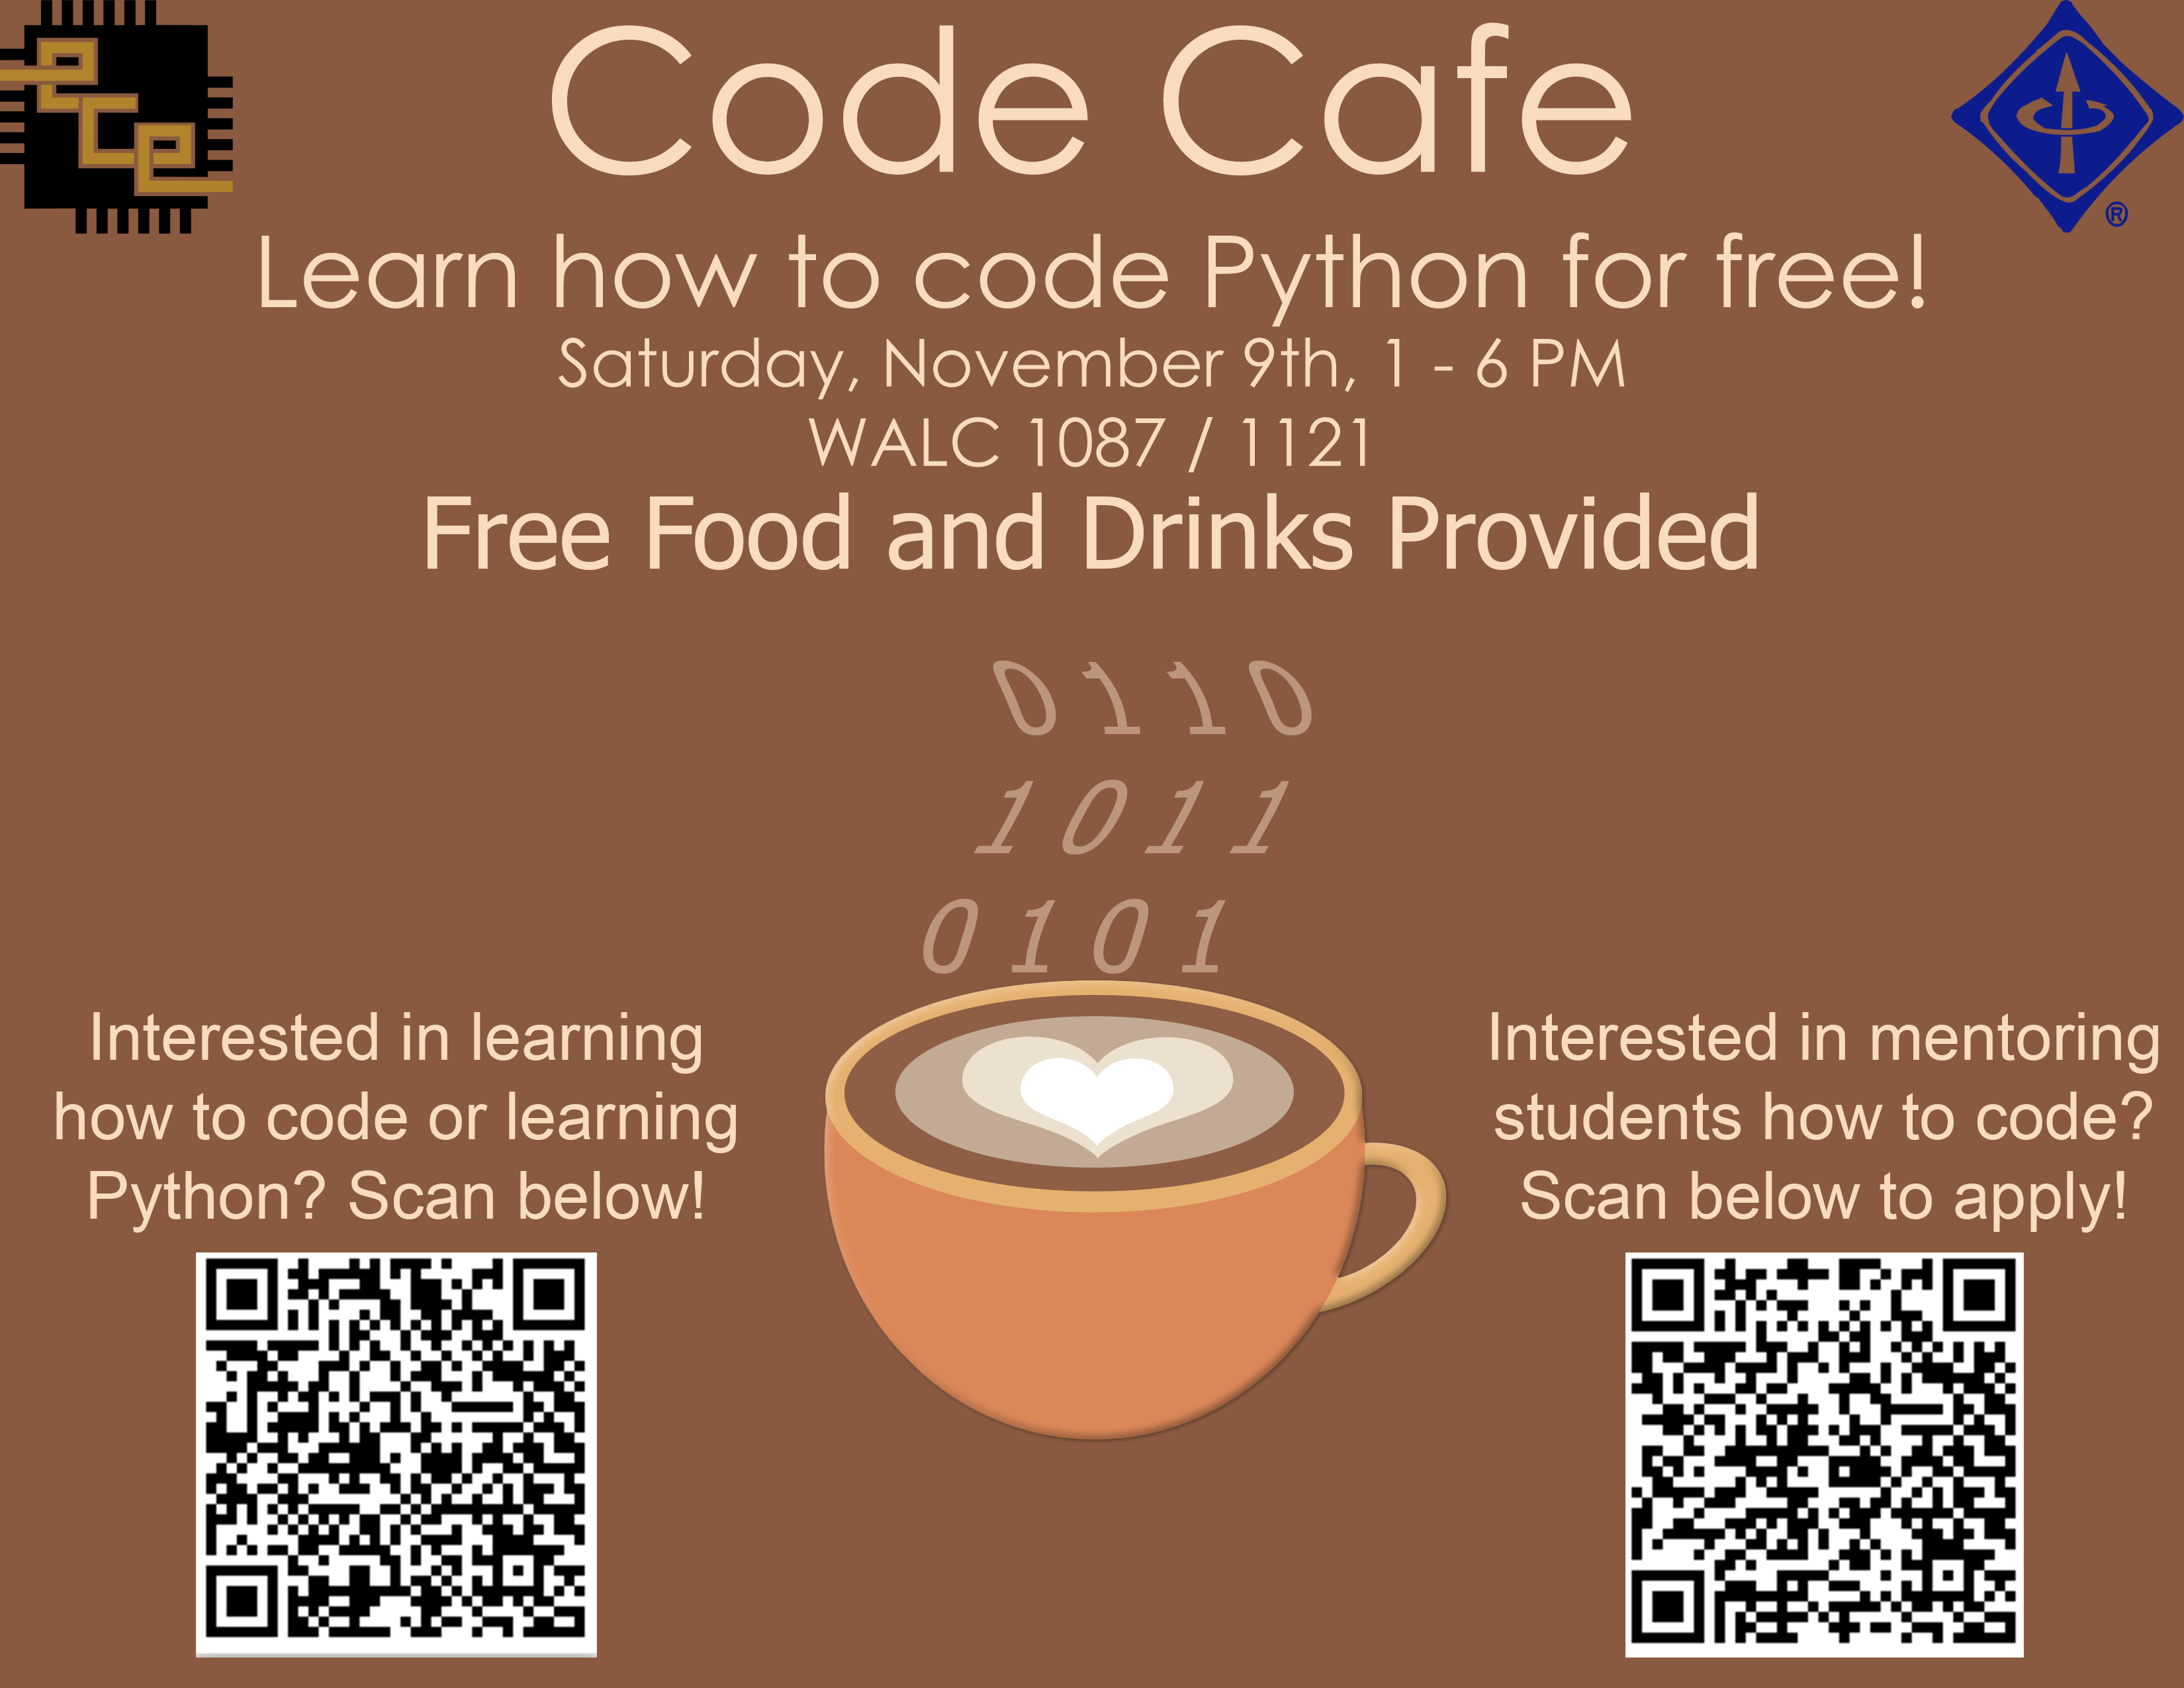 Code Cafe
Learn how to code Python for free!
Saturday, November 9th, 1 - 6 PM
WALC 1087 / 1121
Free Food and Drinks Provided
0110
1011
0101
Interested in learning
how to code or learning
Python? Scan below!
Interested in mentoring
students how to code?
Scan below to apply!
®